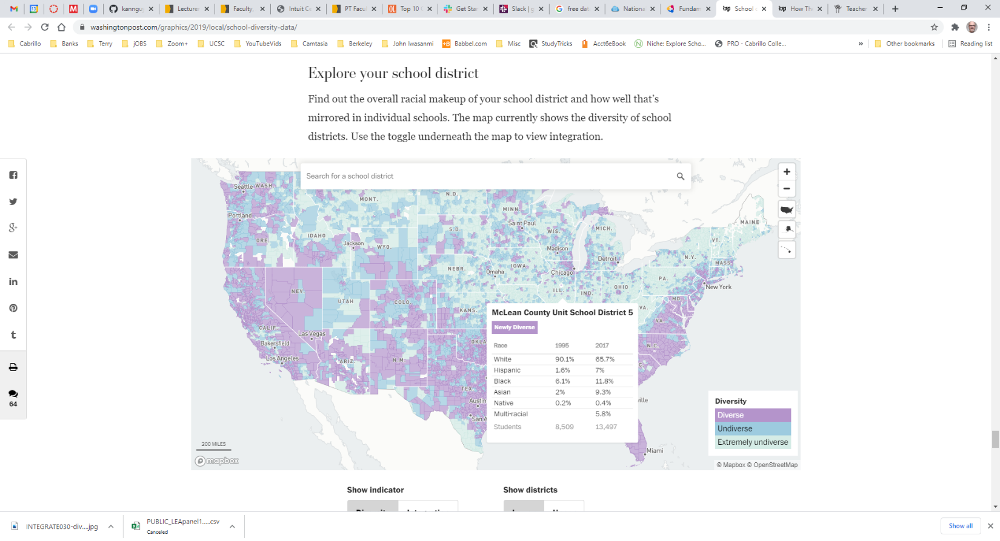 kanngu
Lecturer
Faculty,
Intuit Ce
PT Facul
Top 10 C
Get Star
Slack | g
free dat
Nationa
Fundam
School d
How The
Teacher
washingtonpost.com/graphics/2019/local/school-diversity-data/
Cabrillo
Banks
Terry
jOBS
Zoom+
UCSC
YouTubeVids
Camtasia
Berkeley
John Iwasanmi
Babbel.com
Misc
StudyTricks
Acct6eBook
Niche: Explore Scho...
PRO - Cabrillo Colle...
»
Other bookmarks
Reading list
Explore your school district
Find out the overall racial makeup of your school district and how well that’s
mirrored in individual schools. The map currently shows the diversity of school
districts. Use the toggle underneath the map to view integration.
Search for a school district
Seattle WASH.
MONT.
N.D.
MINN.
Portland
Saint Paul
MAINE
IDAHO
S.D.
WIS.
MICH.
ORE.
Jackson
WYO.
VT.
Madison
Detroit
N.Y.
MASS.
NEBR.
IOWA
Omaha
Chicago
PA.
New York
NEV.
UTAH
COLO.
ILL.
IND.
OHIO
MD.
KANS.
VA.
VA.
CALIF.
Las Vegas
Bakersfield
OKLA
N.C.
Los Angeles
ARIZ.
N.M.
C.
TEX.
Austin
San A
ville
Miami
McLean County Unit School District 5
Newly Diverse
Race 1995 2017
White 90.1% 65.7%
Hispanic 1.6% 7%
Black 6.1% 11.8%
Asian 2% 9.3%
Native 0.2% 0.4%
Multi-racial 5.8%
Students 8,509 13,497
Diversity
Diverse
Undiverse
Extremely undiverse
200 MILES
mapbox
© Mapbox © OpenStreetMap
64
Show indicator
Show districts
INTEGRATE030-div....jpg
PUBLIC_LEApanel1.....csv
Canceled
Show all